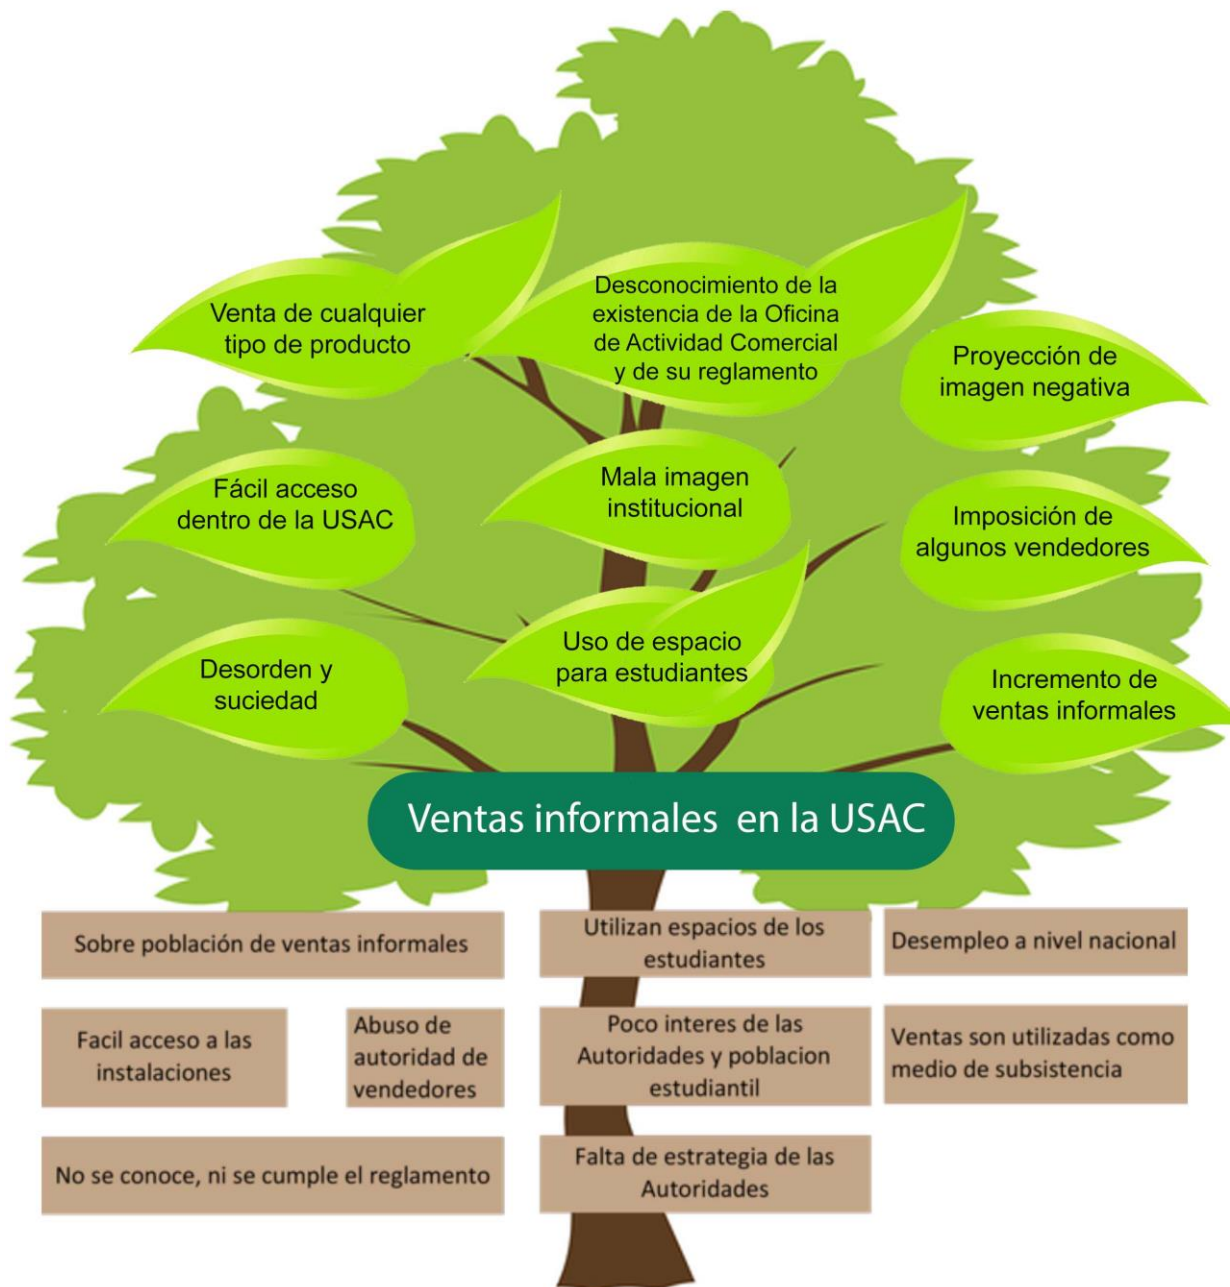 Venta de cualquier
tipo de producto
Desconocimiento de la
existencia de la Oficina
de Actividad Comercial
y de su reglamento
Proyección de
imagen negativa
Fácil acceso
dentro de la USAC
Mala imagen
institucional
Imposición de
algunos vendedores
Desorden y
suciedad
Uso de espacio
para estudiantes
Incremento de
ventas informales
Ventas informales en la USAC
Sobre población de ventas informales
Utilizan espacios de los
estudiantes
Desempleo a nivel nacional
Facil acceso a las
instalaciones
Abuso de
autoridad de
vendedores
Poco interes de las
Autoridades y poblacion
estudiantil
Ventas son utilizadas como
medio de subsistencia
No se conoce, ni se cumple el reglamento
Falta de estrategia de las
Autoridades